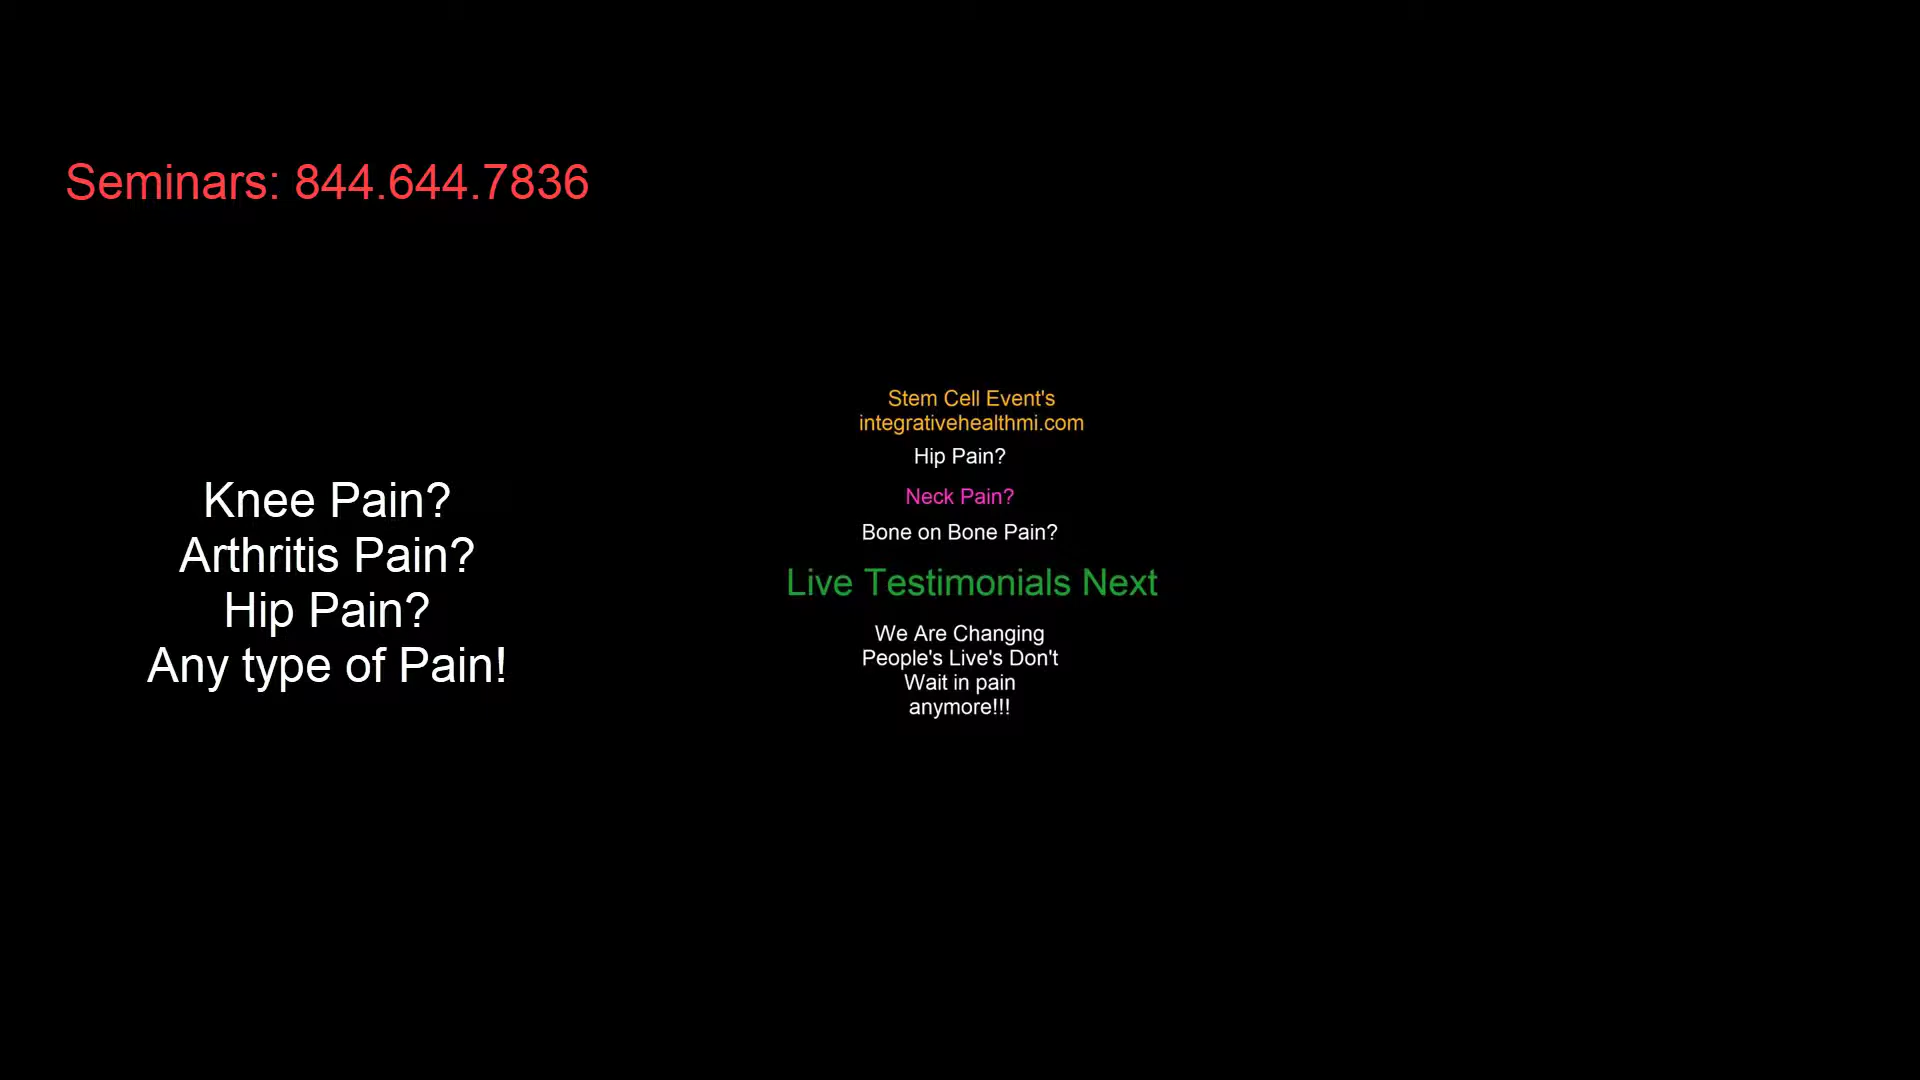 Seminars: 844.644.7836
Knee Pain?
Arthritis Pain?
Hip Pain?
Any type of Pain!
Stem Cell Event's
integrativehealthmi.com
Hip Pain?
Neck Pain?
Bone on Bone Pain?
Live Testimonials Next
We Are Changing
People's Live's Don't
Wait in pain
anymore!!!